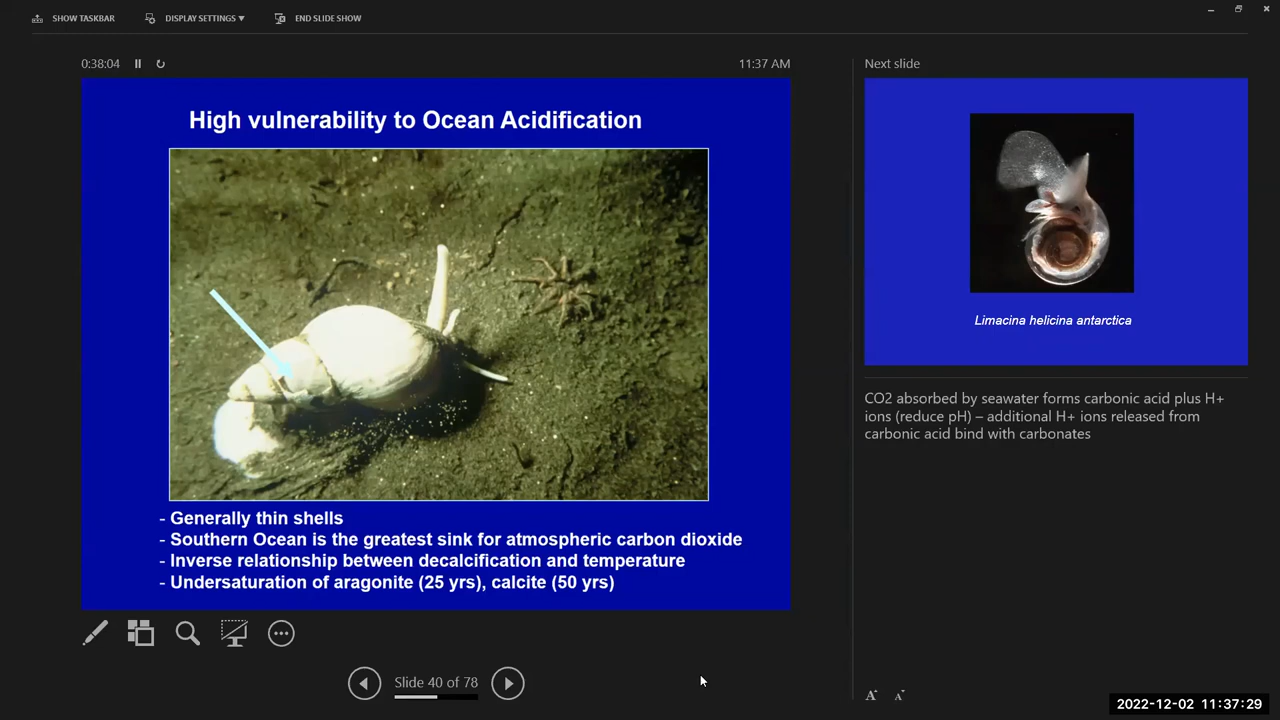 SHOW TASKBAR
DISPLAY SETTINGS ▼
END SLIDE SHOW
0:38:04
11:37 AM
High vulnerability to Ocean Acidification
- Generally thin shells
- Southern Ocean is the greatest sink for atmospheric carbon dioxide
- Inverse relationship between decalcification and temperature
- Undersaturation of aragonite (25 yrs), calcite (50 yrs)
Slide 40 of 78
Next slide
Limacina helicina antarctica
CO2 absorbed by seawater forms carbonic acid plus H+
ions (reduce pH) – additional H+ ions released from
carbonic acid bind with carbonates
A A
2022-12-02 11:37:29